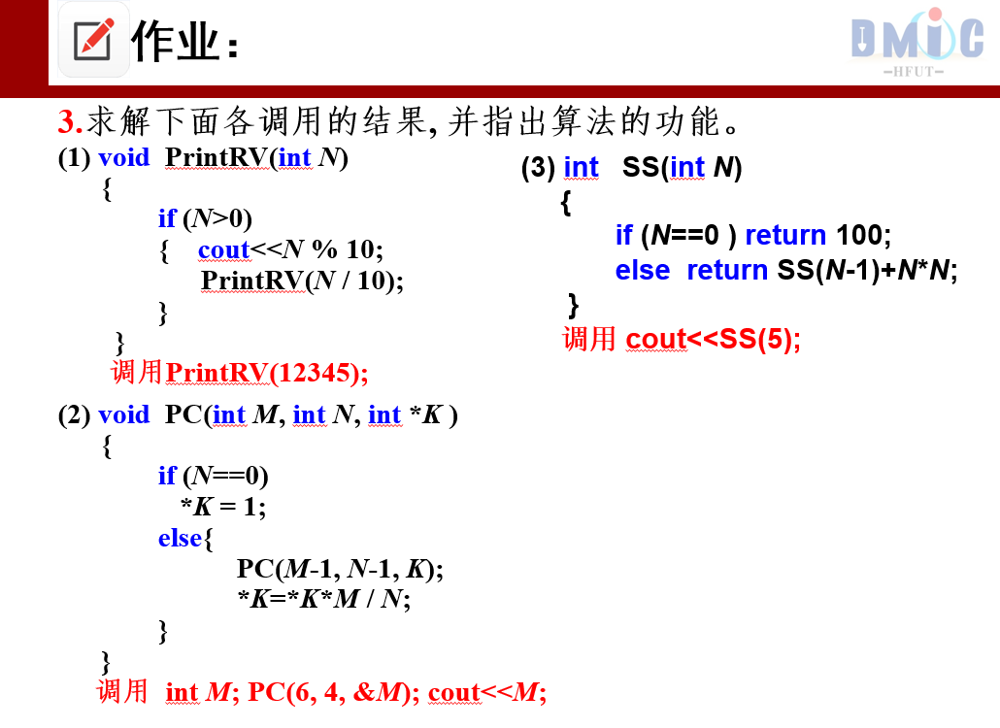 作业：
DMiC
—HFUT—
3.求解下面各调用的结果, 并指出算法的功能。
(1) void PrintRV(int N)
{
if (N>0)
{ cout<<N % 10;
PrintRV(N / 10);
}
}
调用PrintRV(12345);
(2) void PC(int M, int N, int *K )
{
if (N==0)
*K = 1;
else{
PC(M-1, N-1, K);
*K=*K*M / N;
}
}
调用 int M; PC(6, 4, &M); cout<<M;
(3) int SS(int N)
{
if (N==0 ) return 100;
else return SS(N-1)+N*N;
}
调用 cout<<SS(5);